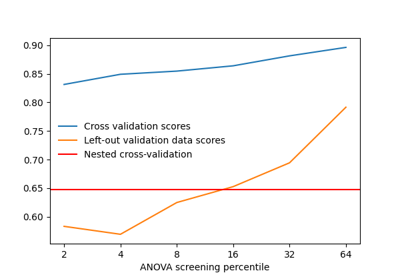 0.90
0.85
0.80
0.75
0.70
0.65
0.60
Cross validation scores
Left-out validation data scores
Nested cross-validation
2 4 8 16 32 64
ANOVA screening percentile